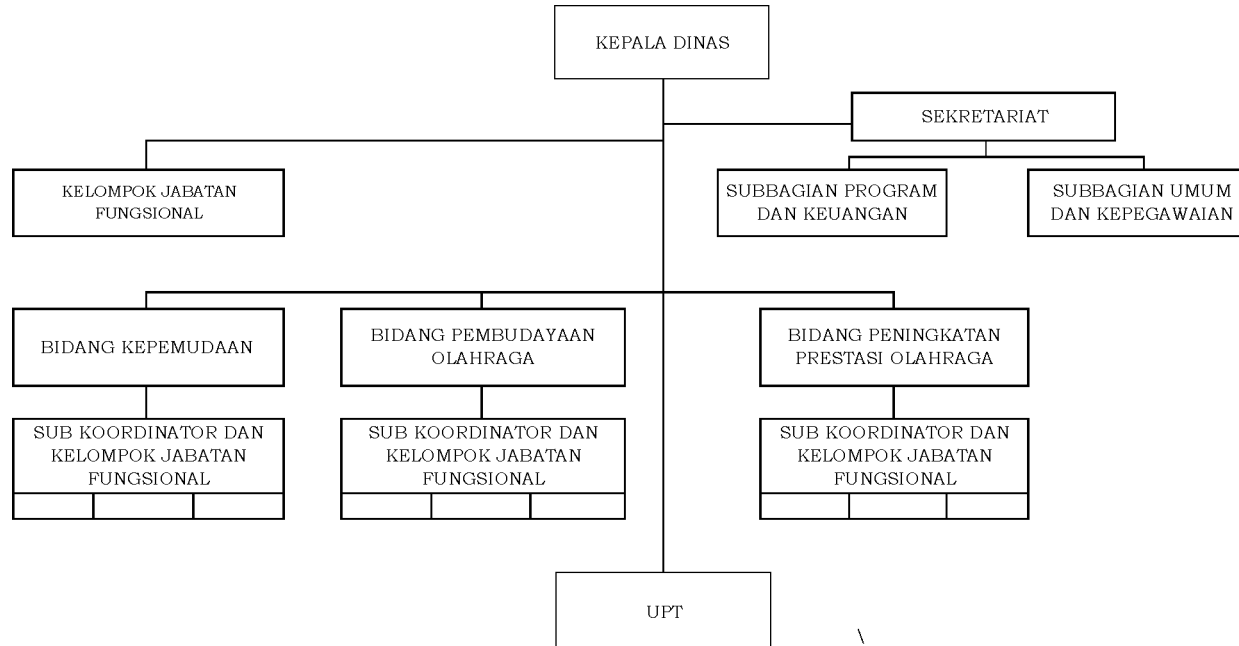 KEPALA DINAS
SEKRETARIAT
KELOMPOK JABATAN
FUNGSIONAL
SUBBAGIAN PROGRAM
DAN KEUANGAN
SUBBAGIAN UMUM
DAN KEPEGAWAIAN
BIDANG KEPEMUDAAN
BIDANG PEMBUDAYAAN
OLAHRAGA
BIDANG PENINGKATAN
PRESTASI OLAHRAGA
SUB KOORDINATOR DAN
KELOMPOK JABATAN
FUNGSIONAL
SUB KOORDINATOR DAN
KELOMPOK JABATAN
FUNGSIONAL
SUB KOORDINATOR DAN
KELOMPOK JABATAN
FUNGSIONAL
UPT
\